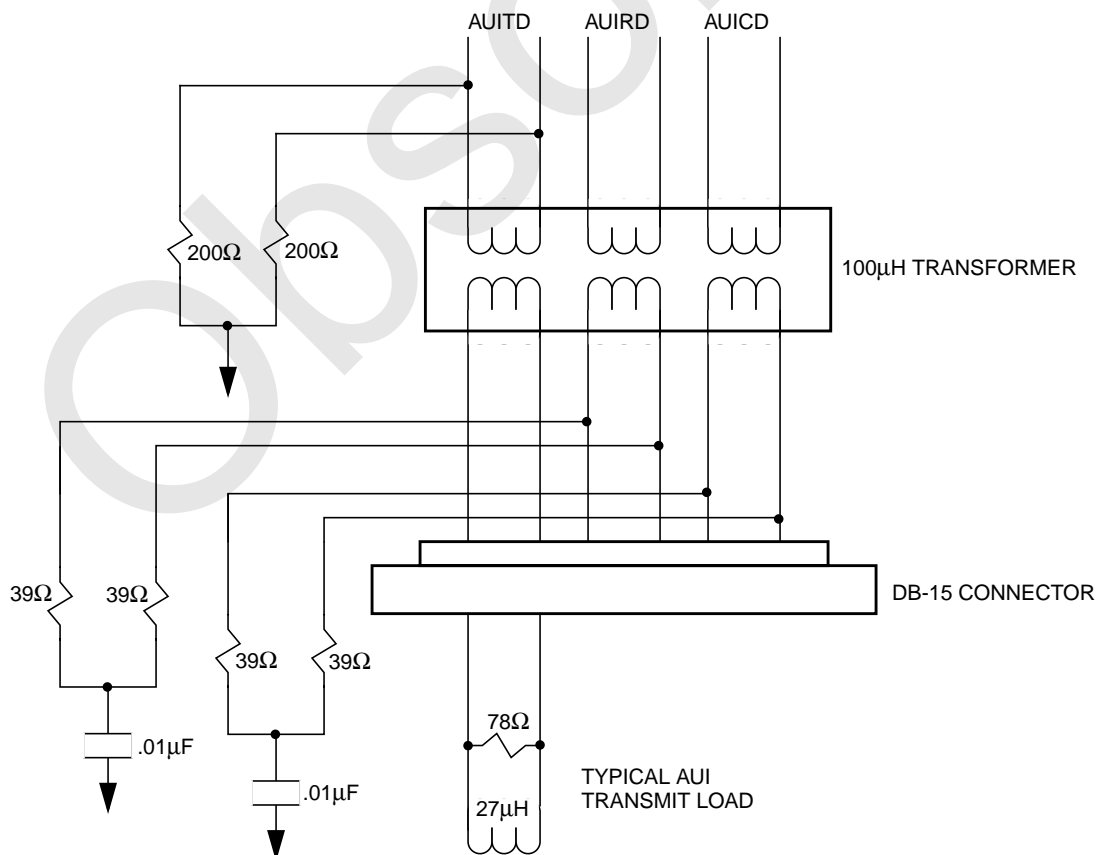 AUITD AUIRD AUICD
200Ω 200Ω
100µH TRANSFORMER
39Ω 39Ω
DB-15 CONNECTOR
39Ω 39Ω
78Ω
.01µF
TYPICAL AUI
TRANSMIT LOAD
.01µF
27µH
Obso